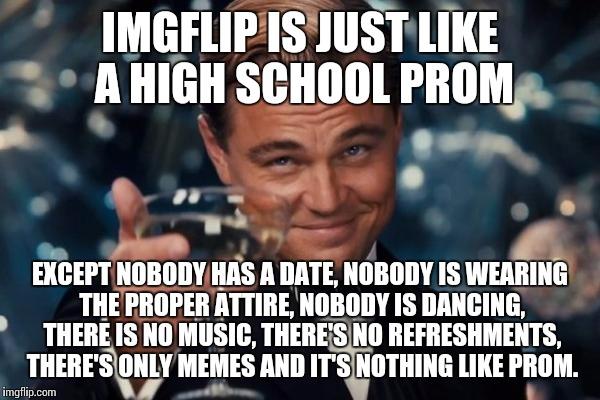 IMGFLIP IS JUST LIKE
A HIGH SCHOOL PROM
EXCEPT NOBODY HAS A DATE, NOBODY IS WEARING
THE PROPER ATTIRE, NOBODY IS DANCING,
THERE IS NO MUSIC, THERE'S NO REFRESHMENTS,
THERE'S ONLY MEMES AND IT'S NOTHING LIKE PROM.
imgflip.com